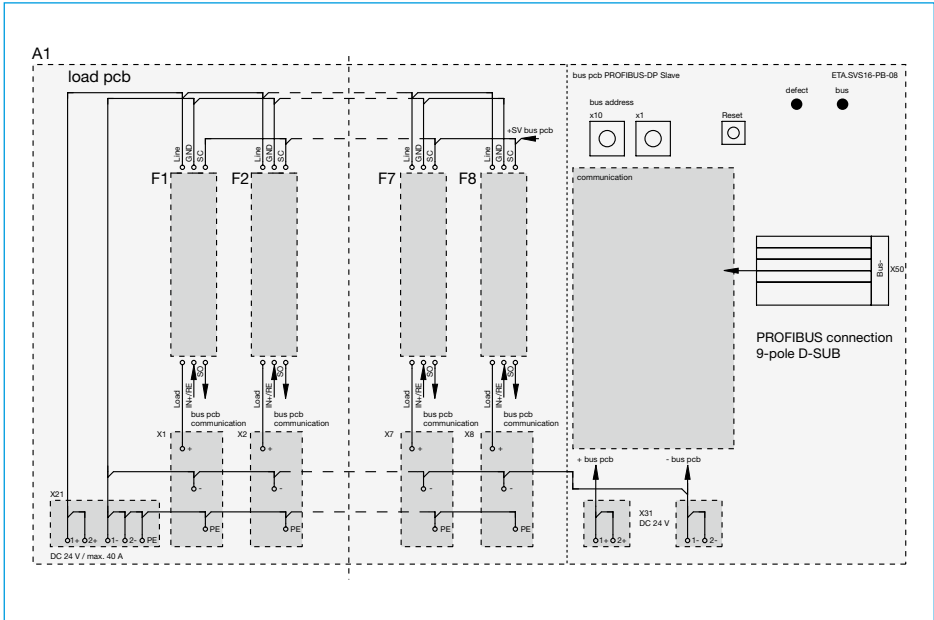 A1
load pcb
bus pcb PROFIBUS-DP Slave
ETA.SVS16-PB-08
defect
bus
bus address
x10
x1
Reset
+SV bus pcb
Line
GND
SC
Line
GND
SC
Line
GND
SC
Line
GND
SC
F1
F2
F7
F8
communication
Bus-
X50
PROFIBUS connection
9-pole D-SUB
Load
IN+/RE
SO
Load
IN+/RE
SO
Load
IN+/RE
SO
Load
IN+/RE
SO
bus pcb
communication
bus pcb
communication
bus pcb
communication
bus pcb
communication
X1
X2
X7
X8
+
+
+
+
+ bus pcb
- bus pcb
-
-
-
-
X21
X31
DC 24 V
1+
2+
1-
2-
PE
PE
PE
PE
PE
1+
2+
1-
2-
DC 24 V / max. 40 A